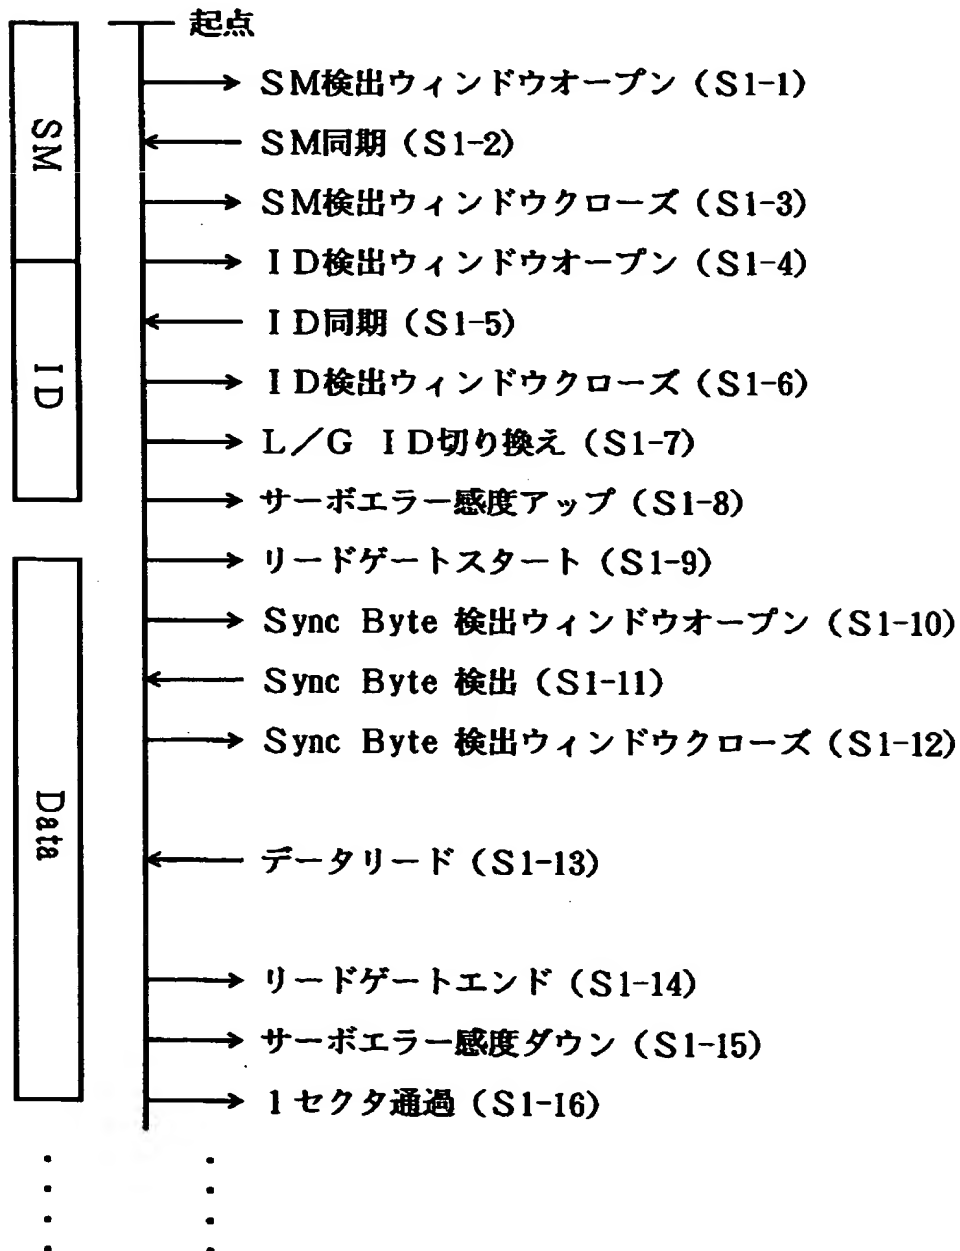 起点
SM検出ウィンドウオープン（S1-1）
SM同期（S1-2）
SM検出ウィンドウクローズ（S1-3）
ID検出ウィンドウオープン（S1-4）
ID同期（S1-5）
ID検出ウィンドウクローズ（S1-6）
L／G ID切り換え（S1-7）
サーボエラー感度アップ（S1-8）
リードゲートスタート（S1-9）
Sync Byte 検出ウィンドウオープン（S1-10）
Sync Byte 検出（S1-11）
Sync Byte 検出ウィンドウクローズ（S1-12）
データリード（S1-13）
リードゲートエンド（S1-14）
サーボエラー感度ダウン（S1-15）
1セクタ通過（S1-16）
SM
ID
Data